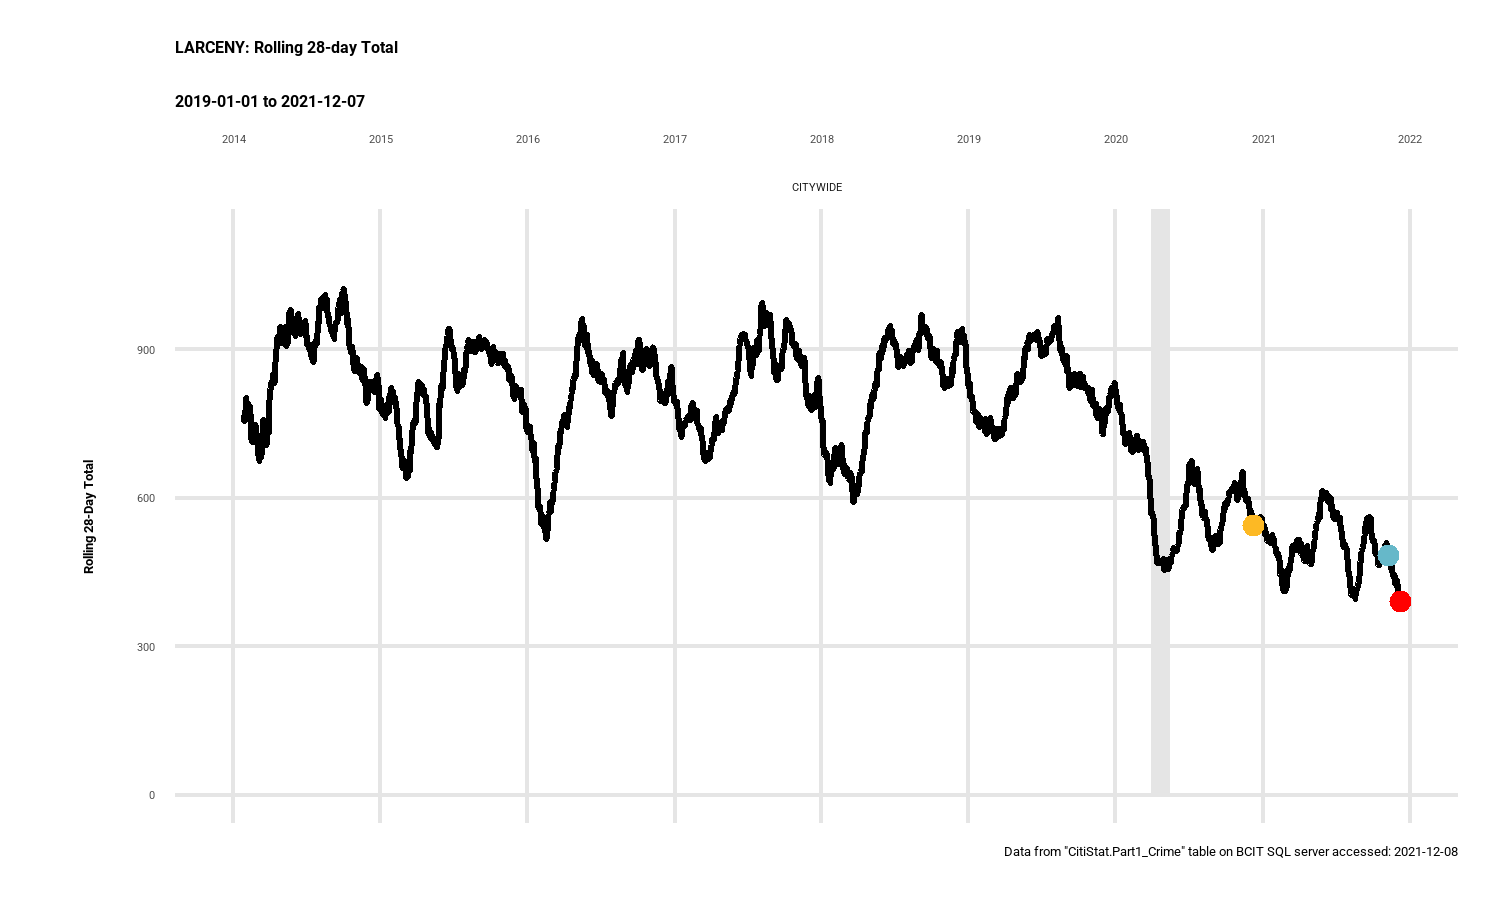 LARCENY: Rolling 28-day Total
2019-01-01 to 2021-12-07
2014 2015 2016 2017 2018 2019 2020 2021 2022
CITYWIDE
900
600
300
0
Rolling 28-Day Total
Data from "CitiStat.Part1_Crime" table on BCIT SQL server accessed: 2021-12-08